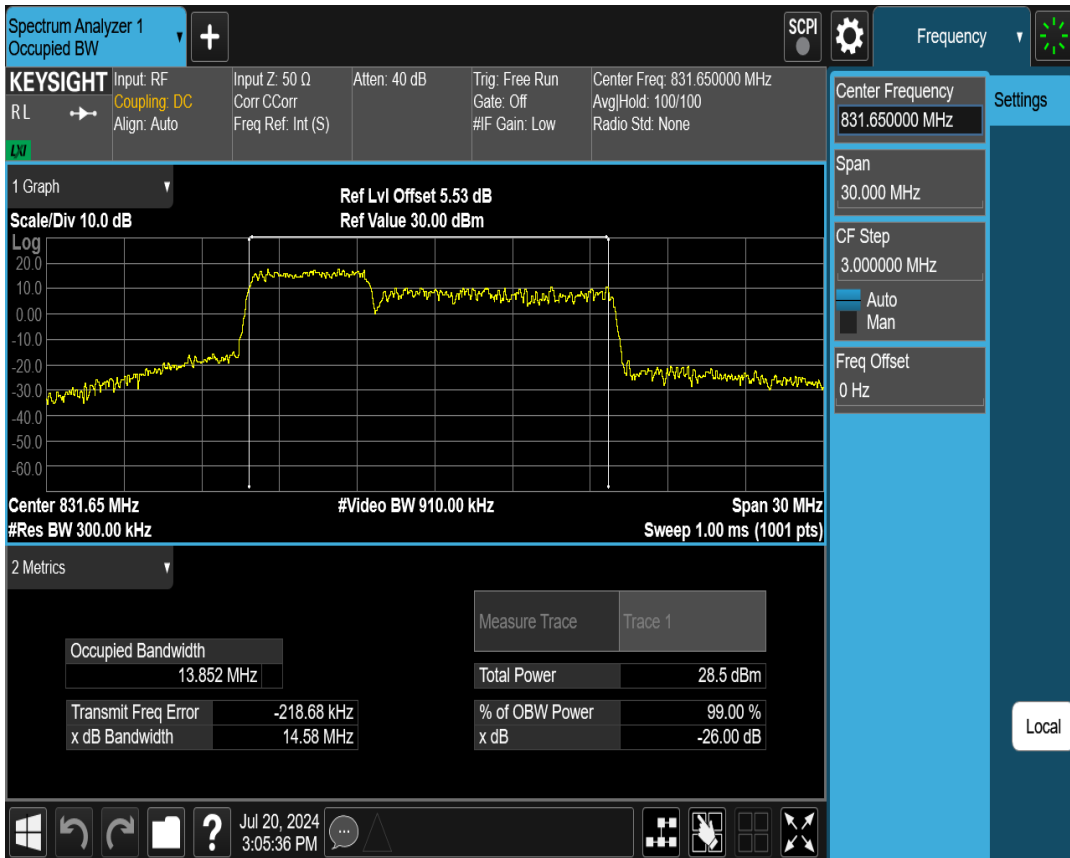 Spectrum Analyzer 1
Occupied BW
SCPI
Frequency
KEYSIGHT
RL
LXI
Input: RF
Coupling: DC
Align: Auto
Input Z: 50 Ω
Corr CCorr
Freq Ref: Int (S)
Atten: 40 dB
Trig: Free Run
Gate: Off
#IF Gain: Low
Center Freq: 831.650000 MHz
Avg|Hold: 100/100
Radio Std: None
Center Frequency
831.650000 MHz
Settings
Span
30.000 MHz
CF Step
3.000000 MHz
Auto
Man
Freq Offset
0 Hz
Local
1 Graph
Ref Lvl Offset 5.53 dB
Scale/Div 10.0 dB
Ref Value 30.00 dBm
Log
20.0
10.0
0.00
-10.0
-20.0
-30.0
-40.0
-50.0
-60.0
Center 831.65 MHz
#Video BW 910.00 kHz
Span 30 MHz
#Res BW 300.00 kHz
Sweep 1.00 ms (1001 pts)
2 Metrics
Measure Trace Trace 1
Occupied Bandwidth
13.852 MHz
Total Power 28.5 dBm
Transmit Freq Error -218.68 kHz
% of OBW Power 99.00 %
x dB Bandwidth 14.58 MHz
x dB -26.00 dB
?
Jul 20, 2024
3:05:36 PM